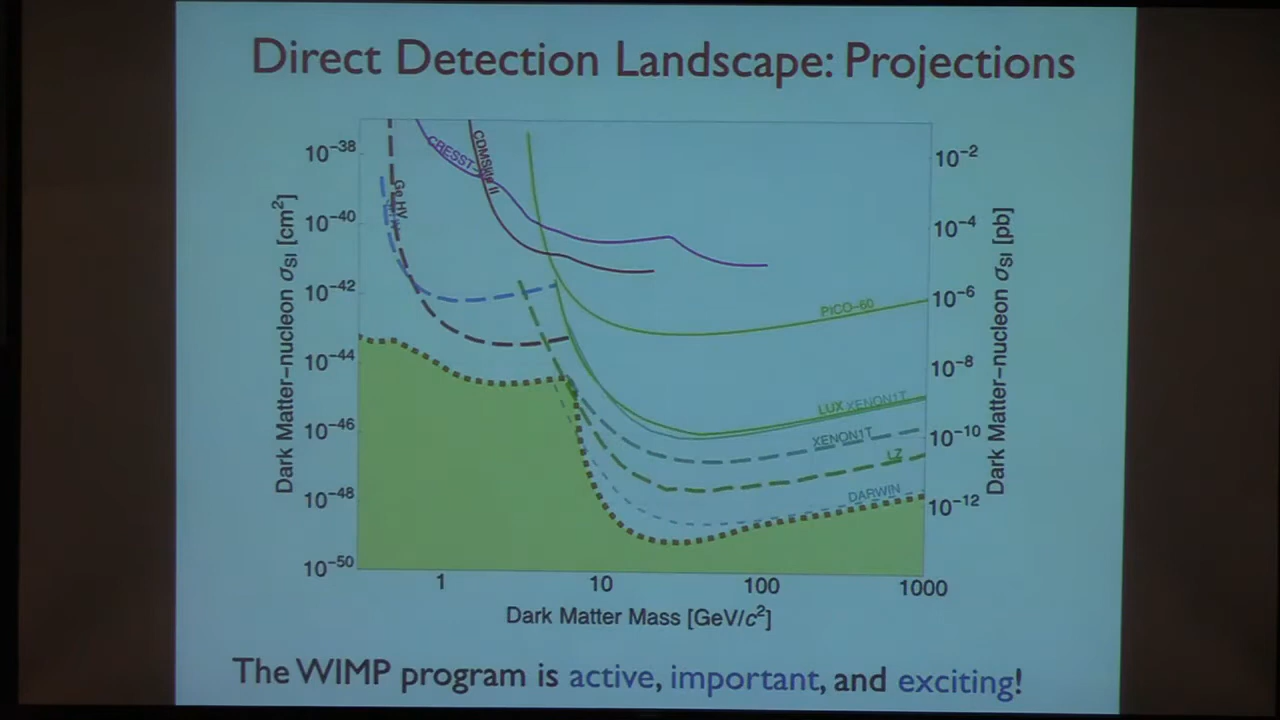 Direct Detection Landscape: Projections
10⁻³⁸
10⁻⁴⁰
10⁻⁴²
10⁻⁴⁴
10⁻⁴⁶
10⁻⁴⁸
10⁻⁵⁰
Dark Matter–nucleon σSI [cm²]
CRESST-
CDMSlite II
Ge HV
PICO–60
LUX XENON1T
XENON1T
LZ
DARWIN
10⁻²
10⁻⁴
10⁻⁶
10⁻⁸
10⁻¹⁰
10⁻¹²
Dark Matter–nucleon σSI [pb]
1 10 100 1000
Dark Matter Mass [GeV/c²]
The WIMP program is active, important, and exciting!